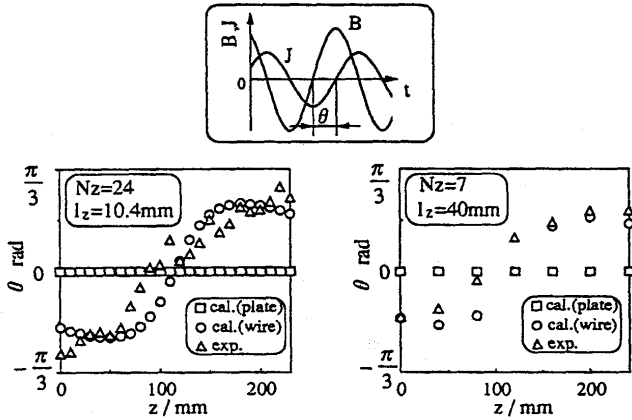 B,J
B
J
0
t
θ
π/3
0
-π/3
θ rad
Nz=24
lz=10.4mm
□ cal.(plate)
○ cal.(wire)
△ exp.
0 100 200
z / mm
π/3
0
-π/3
θ rad
Nz=7
lz=40mm
□ cal.(plate)
○ cal.(wire)
△ exp.
0 100 200
z / mm